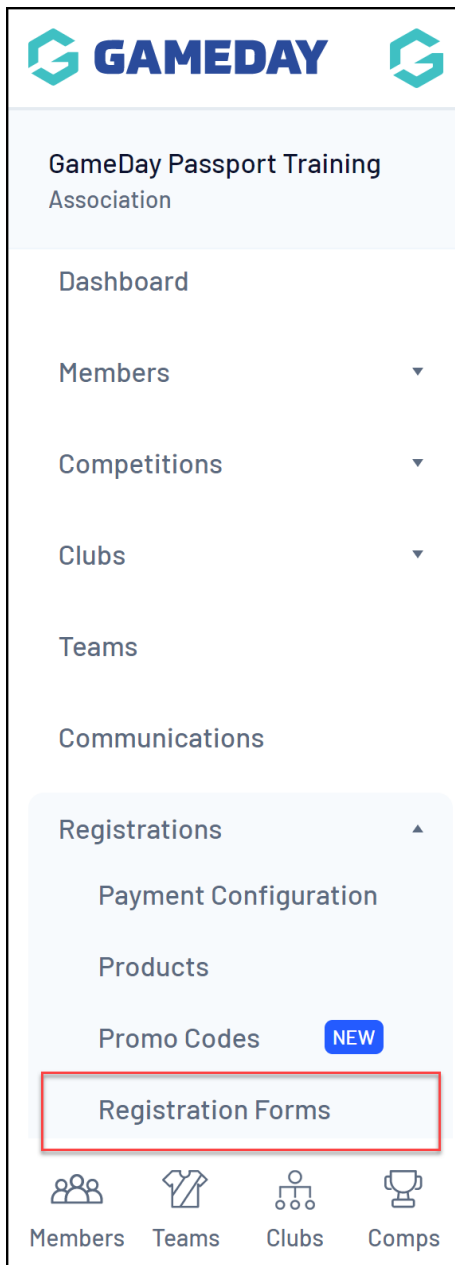 GAMEDAY
GameDay Passport Training
Association
Dashboard
Members
Competitions
Clubs
Teams
Communications
Registrations
Payment Configuration
Products
Promo Codes NEW
Registration Forms
Members Teams Clubs Comps